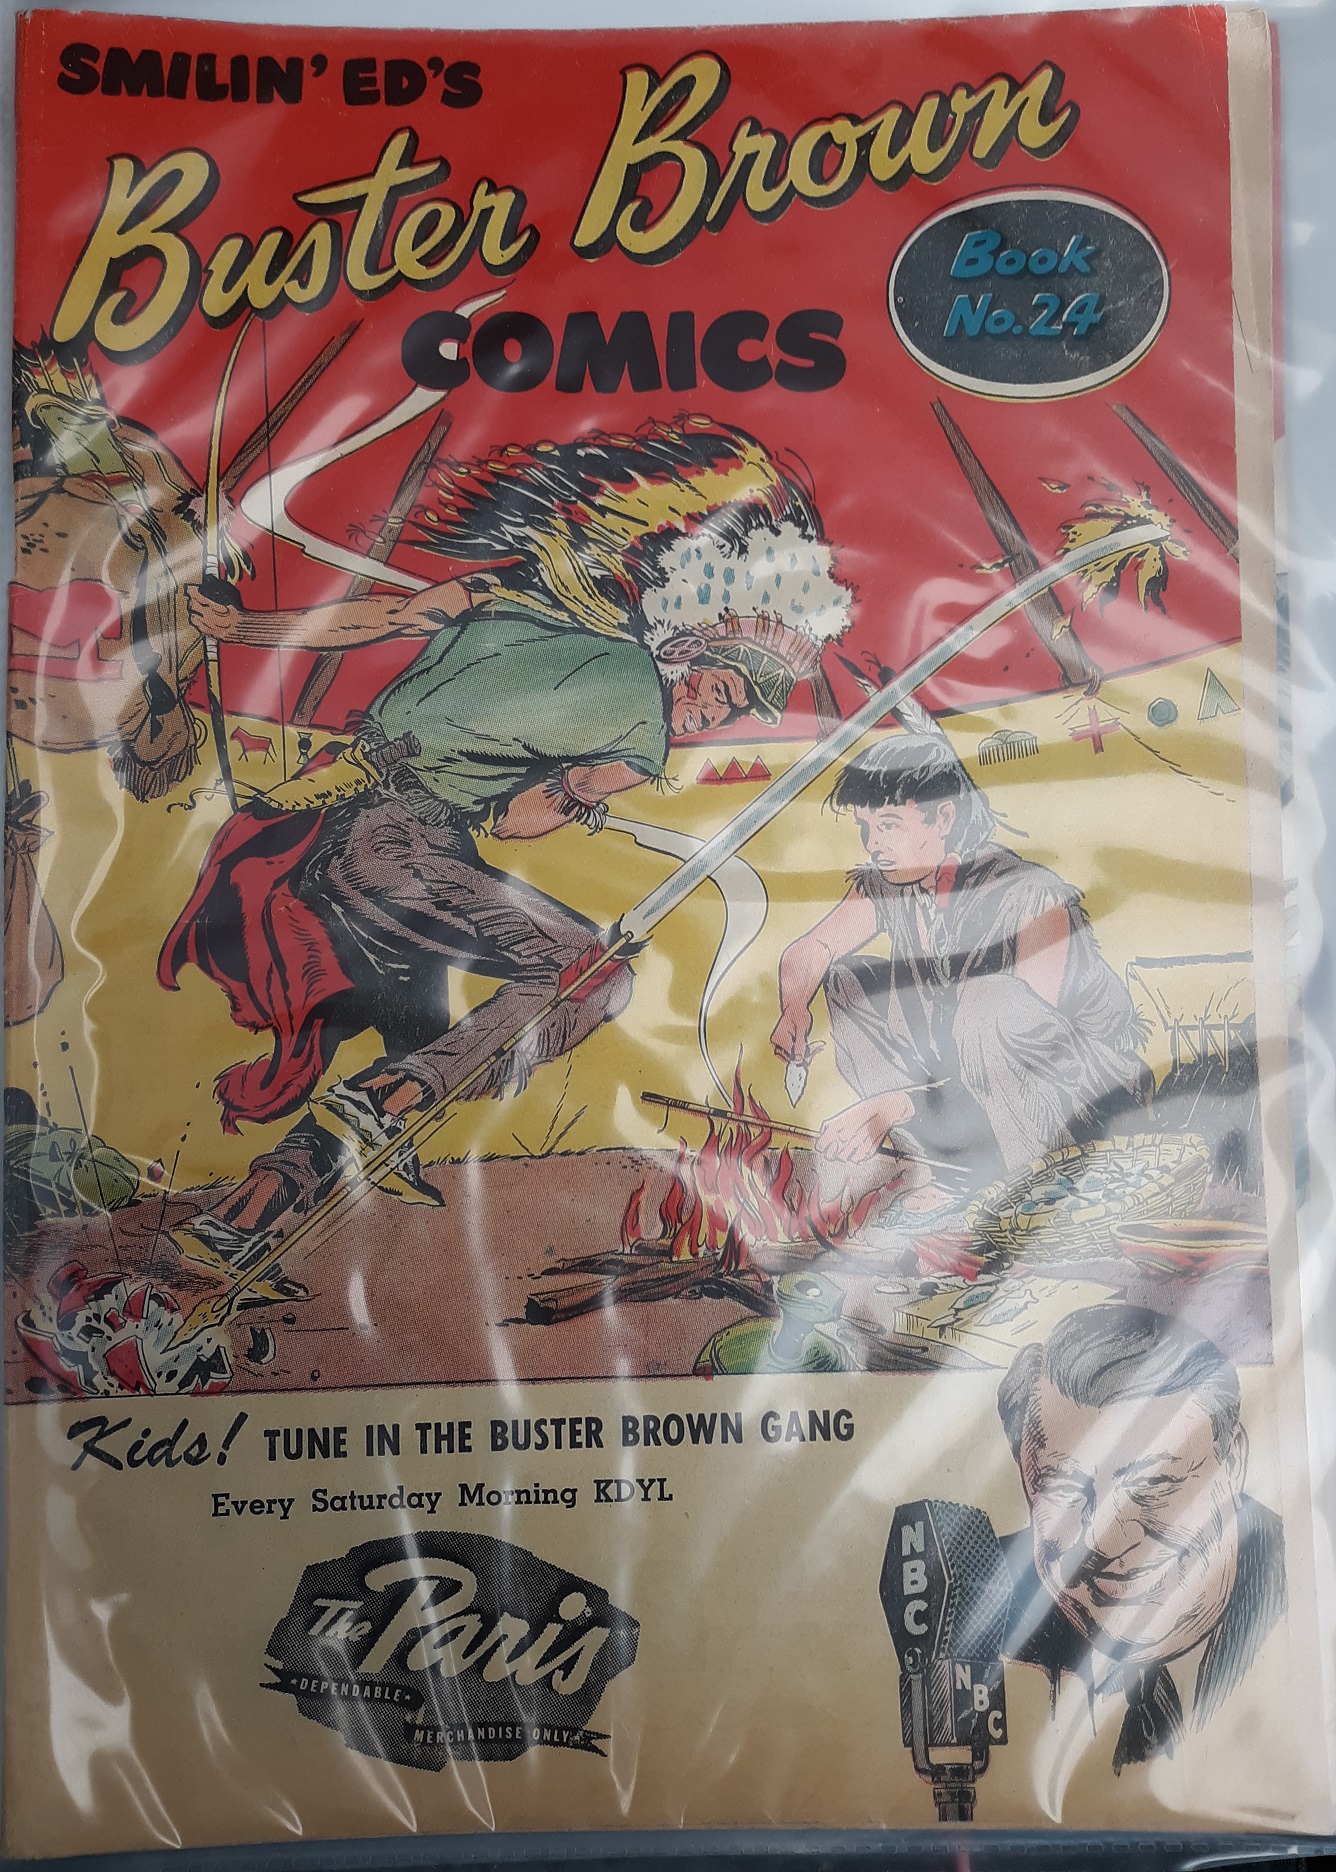 SMILIN' ED'S
Buster Brown
COMICS
Book
No.24
Kids! TUNE IN THE BUSTER BROWN GANG
Every Saturday Morning KDYL
The Paris
DEPENDABLE
MERCHANDISE ONLY
NBC
NBC